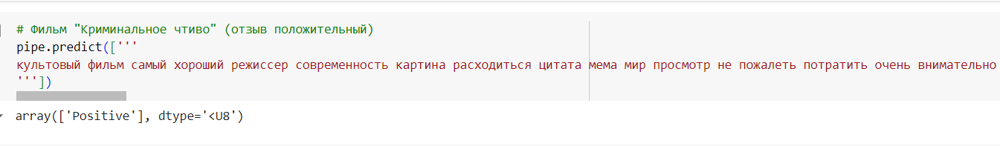 # Фильм "Криминальное чтиво" (отзыв положительный)
pipe.predict(['''
культовый фильм самый хороший режиссер современность картина расходиться цитата мема мир просмотр не пожалеть потратить очень внимательно
'''])
array(['Positive'], dtype='<U8')